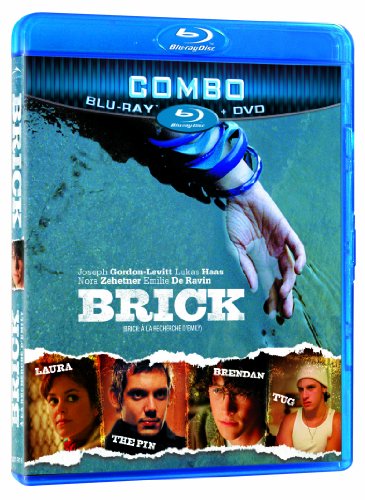 Blu-ray Disc
COMBO
BLU-RAY + DVD
Blu-ray Disc
Joseph Gordon-Levitt Lukas Haas
Nora Zehetner Emilie De Ravin
BRICK
(BRICK: À LA RECHERCHE D'EMILY)
LAURA
THE PIN
BRENDAN
TUG
BRICK
BRICK